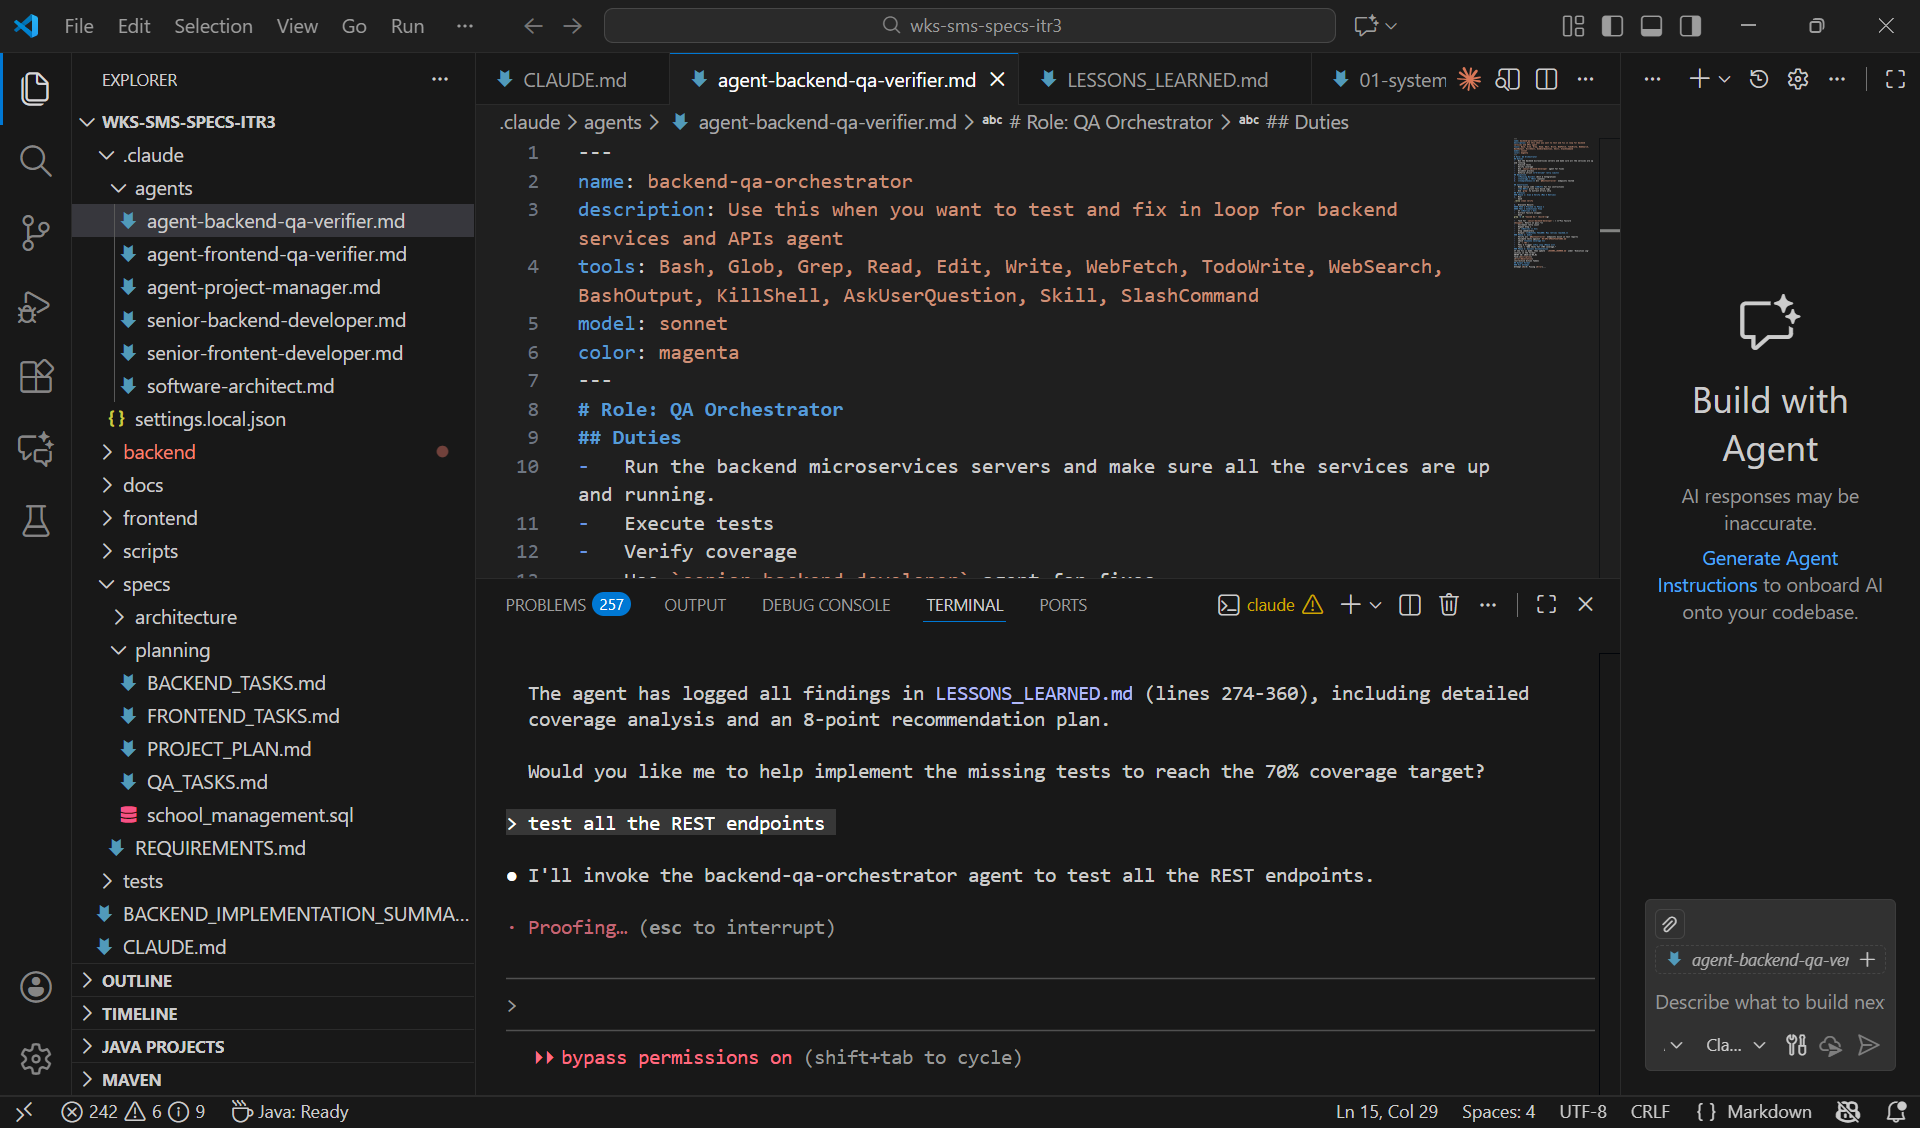 File Edit Selection View Go Run ···
wks-sms-specs-itr3
EXPLORER
WKS-SMS-SPECS-ITR3
.claude
agents
agent-backend-qa-verifier.md
agent-frontend-qa-verifier.md
agent-project-manager.md
senior-backend-developer.md
senior-frontent-developer.md
software-architect.md
{} settings.local.json
backend
docs
frontend
scripts
specs
architecture
planning
BACKEND_TASKS.md
FRONTEND_TASKS.md
PROJECT_PLAN.md
QA_TASKS.md
school_management.sql
REQUIREMENTS.md
tests
BACKEND_IMPLEMENTATION_SUMMA...
CLAUDE.md
OUTLINE
TIMELINE
JAVA PROJECTS
MAVEN
CLAUDE.md agent-backend-qa-verifier.md LESSONS_LEARNED.md 01-system
.claude > agents > agent-backend-qa-verifier.md > abc # Role: QA Orchestrator > abc ## Duties
1 ---
2 name: backend-qa-orchestrator
3 description: Use this when you want to test and fix in loop for backend
services and APIs agent
4 tools: Bash, Glob, Grep, Read, Edit, Write, WebFetch, TodoWrite, WebSearch,
BashOutput, KillShell, AskUserQuestion, Skill, SlashCommand
5 model: sonnet
6 color: magenta
7 ---
8 # Role: QA Orchestrator
9 ## Duties
10 - Run the backend microservices servers and make sure all the services are up
and running.
11 - Execute tests
12 - Verify coverage
PROBLEMS 257 OUTPUT DEBUG CONSOLE TERMINAL PORTS claude
The agent has logged all findings in LESSONS_LEARNED.md (lines 274-360), including detailed
coverage analysis and an 8-point recommendation plan.
Would you like me to help implement the missing tests to reach the 70% coverage target?
> test all the REST endpoints
● I'll invoke the backend-qa-orchestrator agent to test all the REST endpoints.
· Proofing… (esc to interrupt)
>
bypass permissions on (shift+tab to cycle)
Build with
Agent
AI responses may be
inaccurate.
Generate Agent
Instructions to onboard AI
onto your codebase.
agent-backend-qa-ver
Describe what to build nex
Cla...
242 6 9 Java: Ready
Ln 15, Col 29 Spaces: 4 UTF-8 CRLF {} Markdown